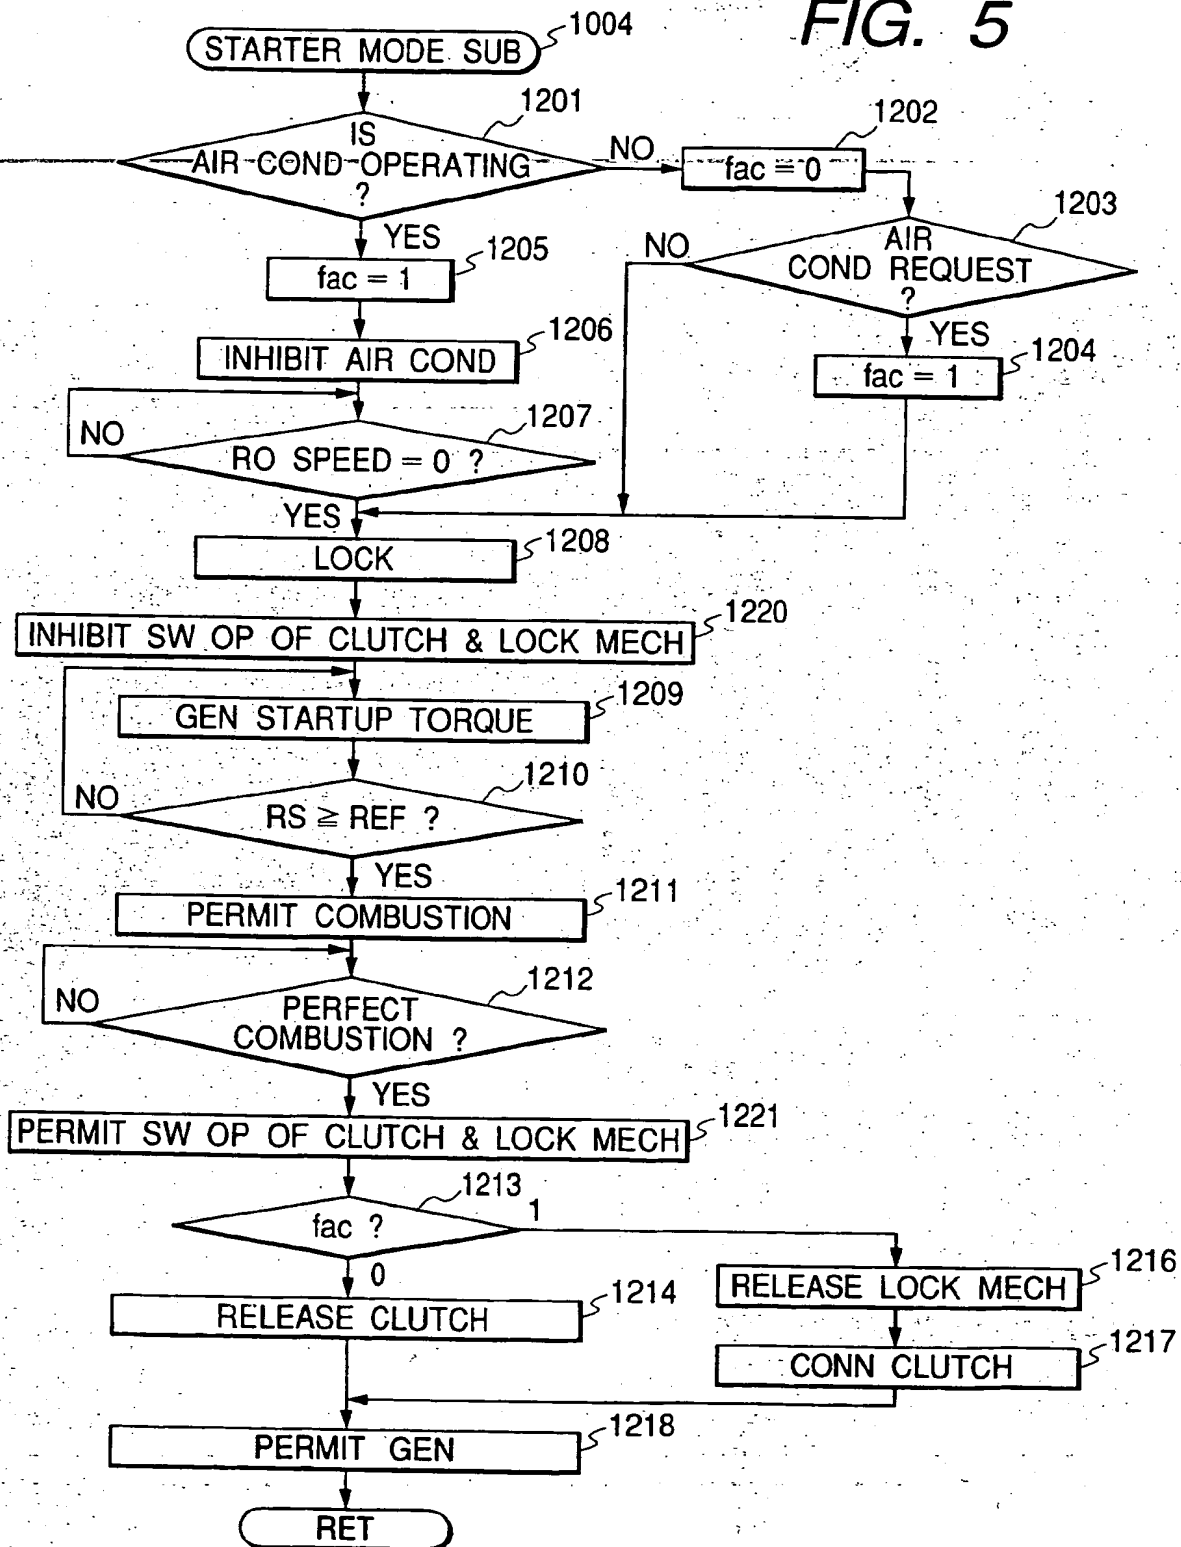 FIG. 5
STARTER MODE SUB
1004
1201
IS
AIR COND OPERATING
?
NO
1202
fac = 0
1203
AIR
COND REQUEST
?
NO
YES
1204
fac = 1
YES
1205
fac = 1
1206
INHIBIT AIR COND
1207
NO
RO SPEED = 0 ?
YES
1208
LOCK
1220
INHIBIT SW OP OF CLUTCH & LOCK MECH
1209
GEN STARTUP TORQUE
1210
NO
RS ≧ REF ?
YES
1211
PERMIT COMBUSTION
1212
NO
PERFECT
COMBUSTION ?
YES
1221
PERMIT SW OP OF CLUTCH & LOCK MECH
1213
fac ?
1
0
1214
RELEASE CLUTCH
1216
RELEASE LOCK MECH
1217
CONN CLUTCH
1218
PERMIT GEN
RET